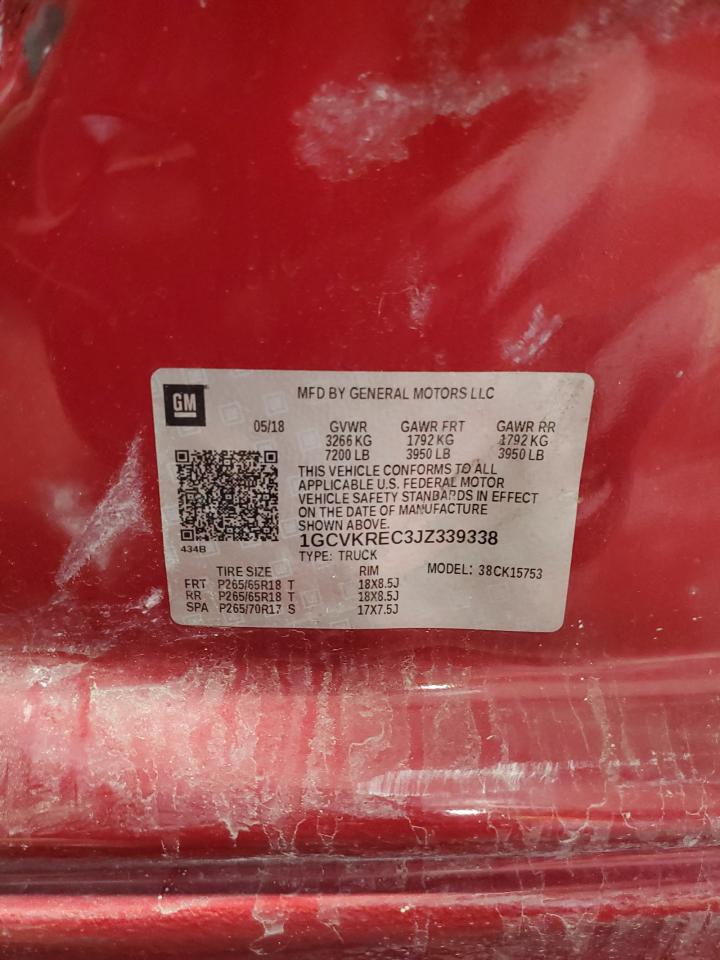 GM
MFD BY GENERAL MOTORS LLC
05/18 GVWR GAWR FRT GAWR RR
3266 KG 1792 KG 1792 KG
7200 LB 3950 LB 3950 LB
THIS VEHICLE CONFORMS TO ALL
APPLICABLE U.S. FEDERAL MOTOR
VEHICLE SAFETY STANDARDS IN EFFECT
ON THE DATE OF MANUFACTURE
SHOWN ABOVE.
1GCVKREC3JZ339338
434B
TYPE: TRUCK
TIRE SIZE RIM MODEL: 38CK15753
FRT P265/65R18 T 18X8.5J
RR P265/65R18 T 18X8.5J
SPA P265/70R17 S 17X7.5J